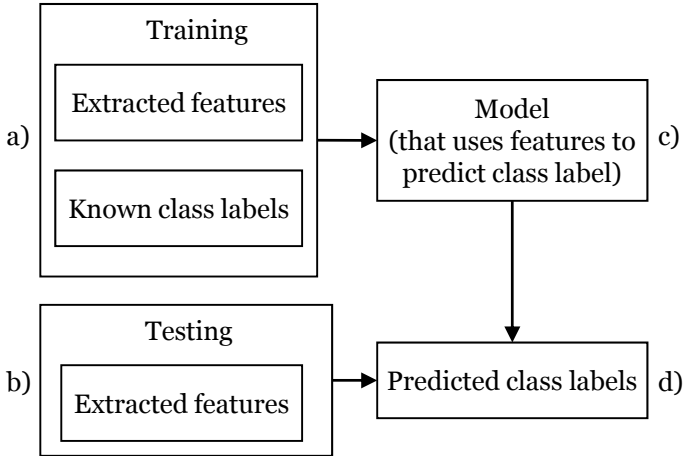 Training
Extracted features
a)
Known class labels
Model
(that uses features to
predict class label)
c)
Testing
b)
Extracted features
Predicted class labels
d)